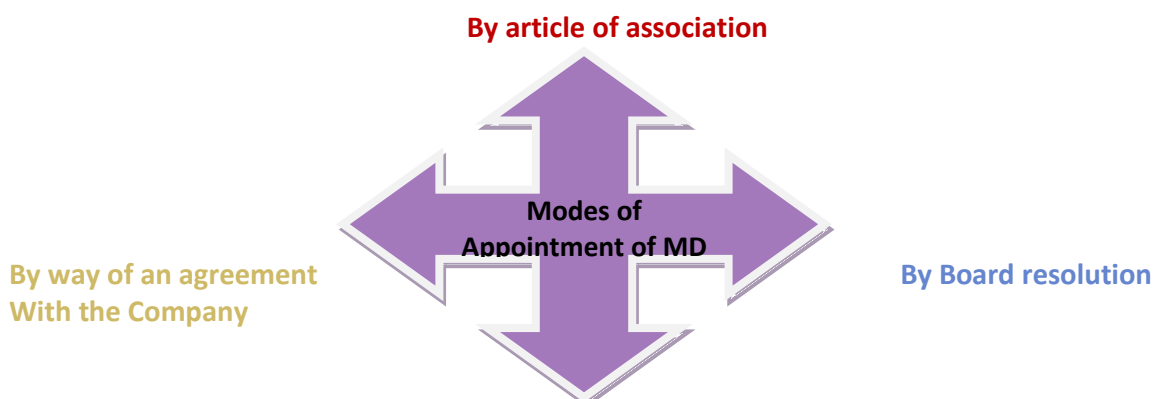 By article of association
Modes of
Appointment of MD
By way of an agreement
With the Company
By Board resolution